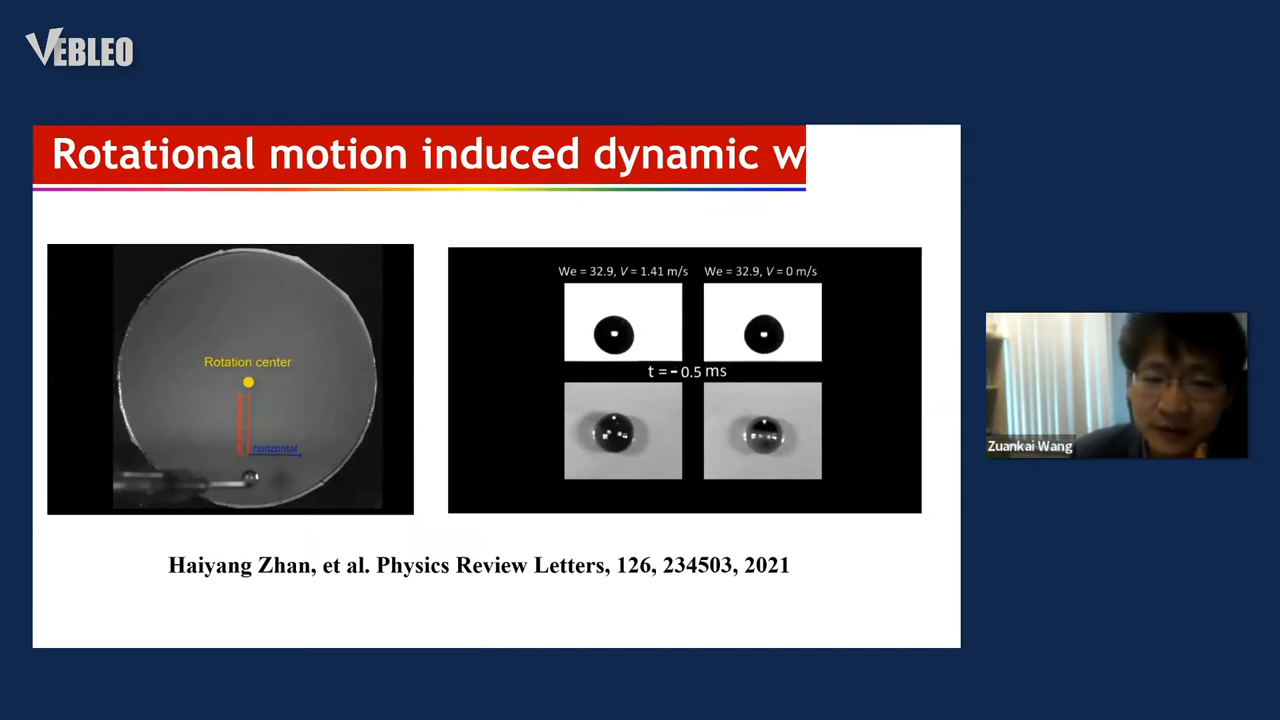 VEBLEO
Rotational motion induced dynamic w
We = 32.9, V = 1.41 m/s
We = 32.9, V = 0 m/s
Rotation center
t = - 0.5 ms
horizontal
Zuankai Wang
Haiyang Zhan, et al. Physics Review Letters, 126, 234503, 2021